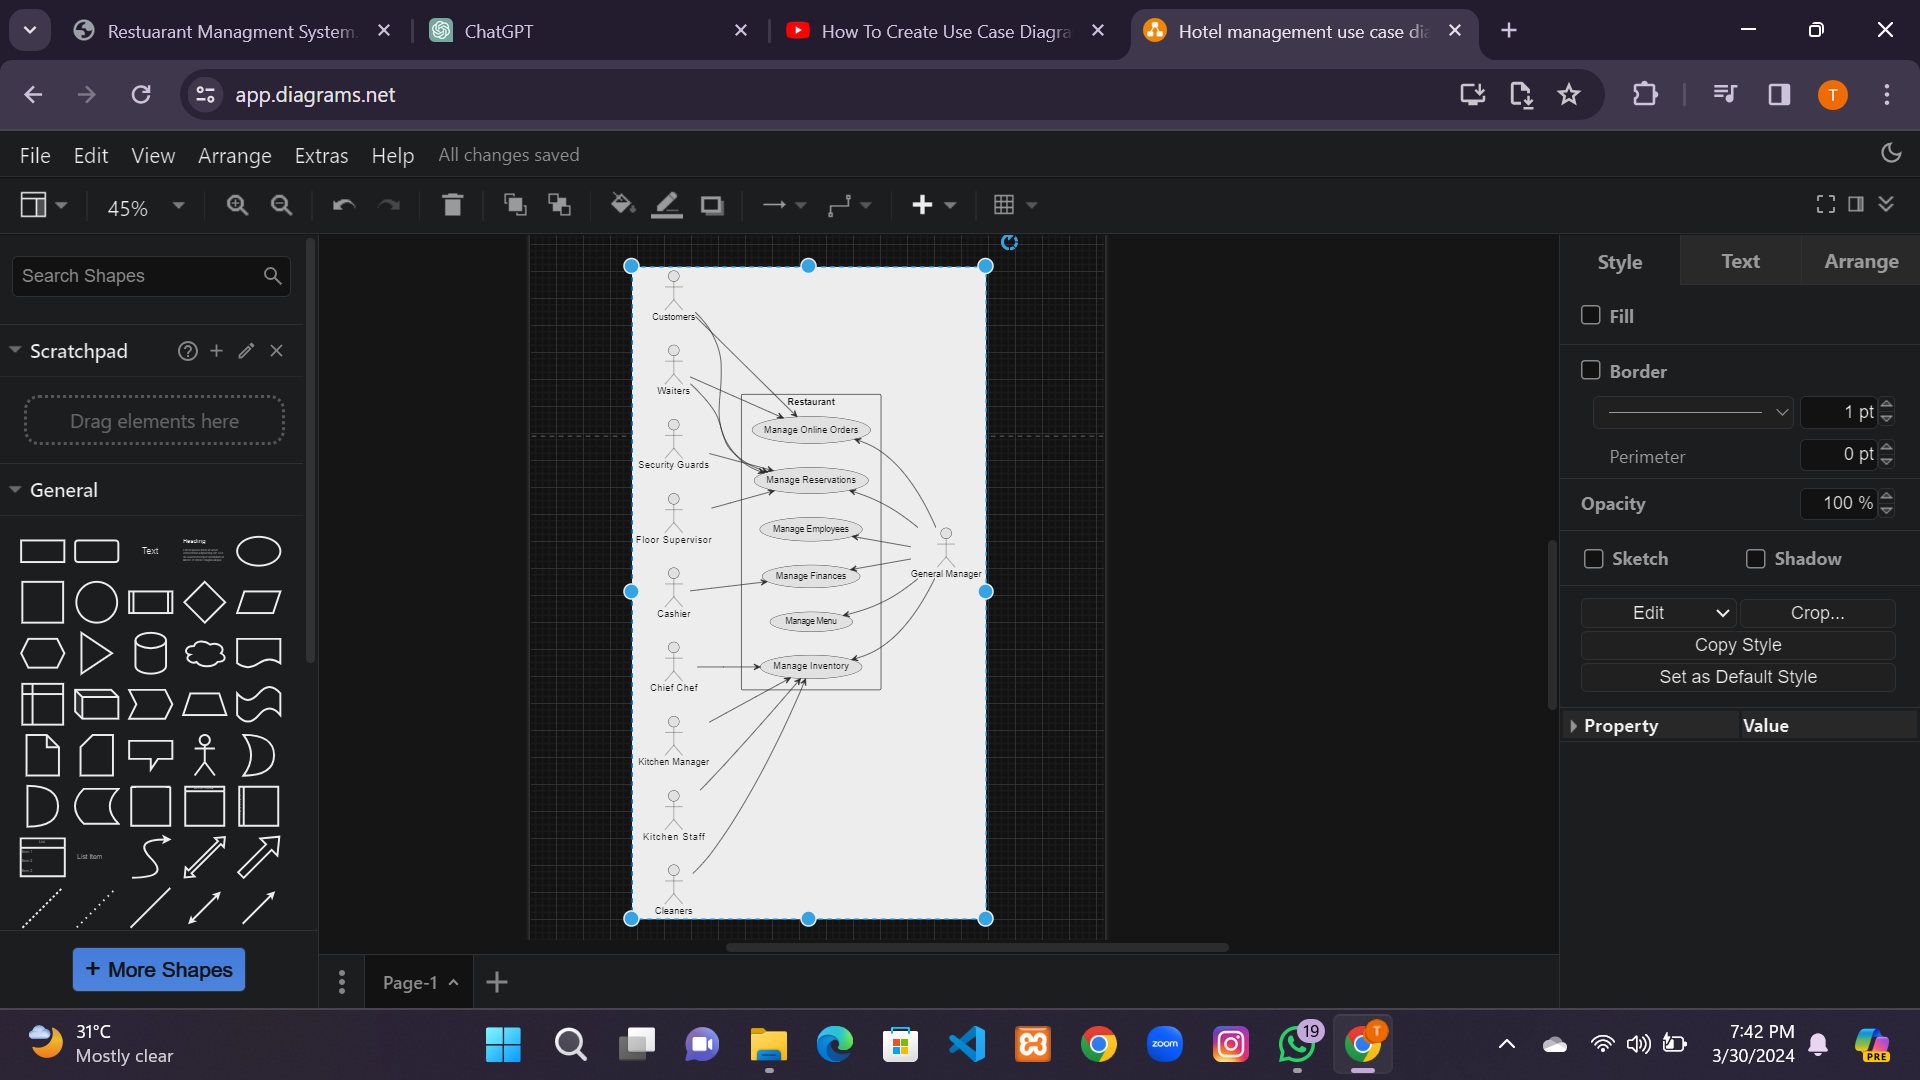 Restuarant Managment System.
ChatGPT
How To Create Use Case Diagra
Hotel management use case dia
app.diagrams.net
T
File Edit View Arrange Extras Help All changes saved
45%
Search Shapes
Scratchpad
Drag elements here
General
Text
Heading
List
List Item
+ More Shapes
Customers
Waiters
Security Guards
Floor Supervisor
Cashier
Chief Chef
Kitchen Manager
Kitchen Staff
Cleaners
Restaurant
Manage Online Orders
Manage Reservations
Manage Employees
Manage Finances
Manage Menu
Manage Inventory
General Manager
Page-1
Style Text Arrange
Fill
Border
1 pt
Perimeter 0 pt
Opacity 100 %
Sketch Shadow
Edit Crop...
Copy Style
Set as Default Style
Property Value
31°C
Mostly clear
zoom
19
T
7:42 PM
3/30/2024
PRE